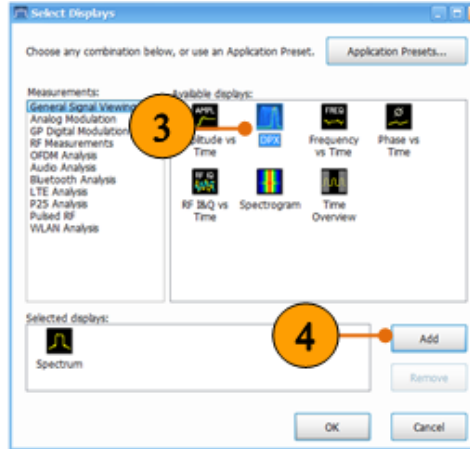 Select Displays
Choose any combination below, or use an Application Preset.
Application Presets...
Measurements:
General Signal Viewing
Analog Modulation
GP Digital Modulation
RF Measurements
OFDM Analysis
Audio Analysis
Bluetooth Analysis
LTE Analysis
P25 Analysis
Pulsed RF
WLAN Analysis
Available displays:
3
AMPL
FREQ
Ø
plitude vs
Time
DPX
Frequency
vs Time
Phase vs
Time
RF IQ
RF I&Q vs
Time
Spectrogram
Time
Overview
Selected displays:
Spectrum
4
Add
Remove
OK
Cancel